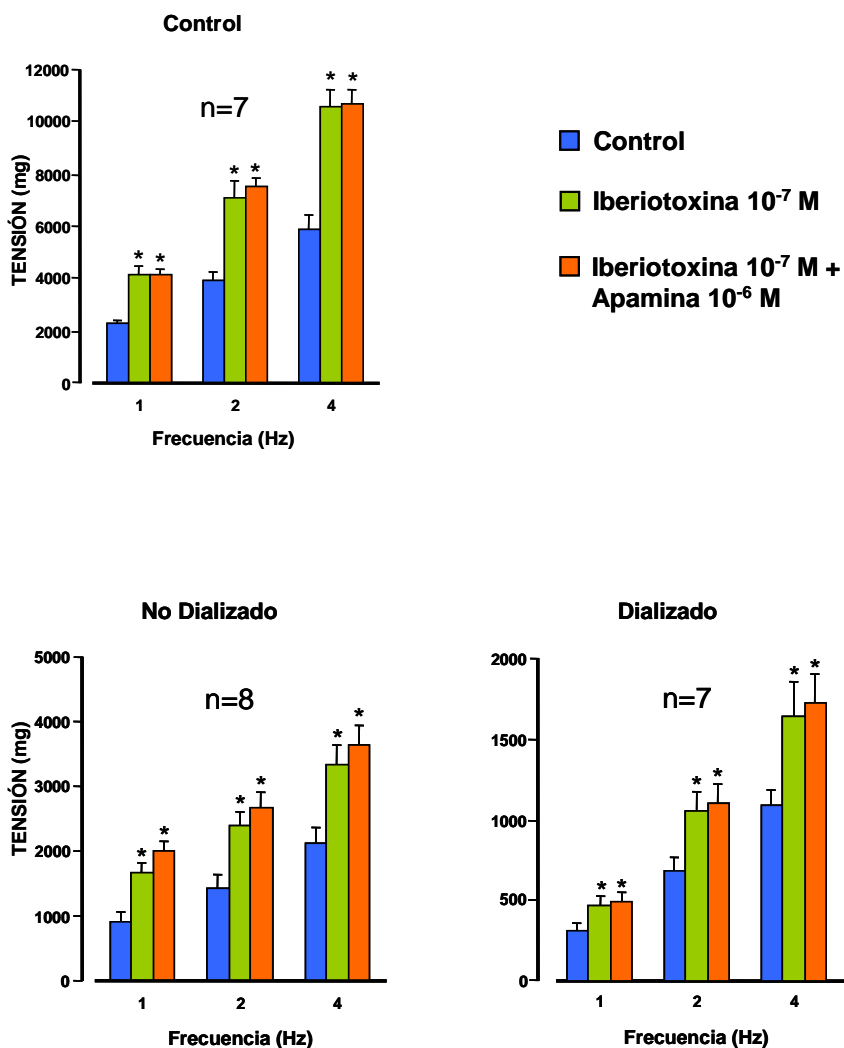 Control
12000
10000
8000
6000
4000
2000
0
TENSIÓN (mg)
n=7
* *
* *
* *
1 2 4
Frecuencia (Hz)
Control
Iberiotoxina 10⁻⁷ M
Iberiotoxina 10⁻⁷ M +
Apamina 10⁻⁶ M
No Dializado
5000
4000
3000
2000
1000
0
TENSIÓN (mg)
n=8
* *
* *
* *
1 2 4
Frecuencia (Hz)
Dializado
2000
1500
1000
500
0
n=7
* *
* *
* *
1 2 4
Frecuencia (Hz)